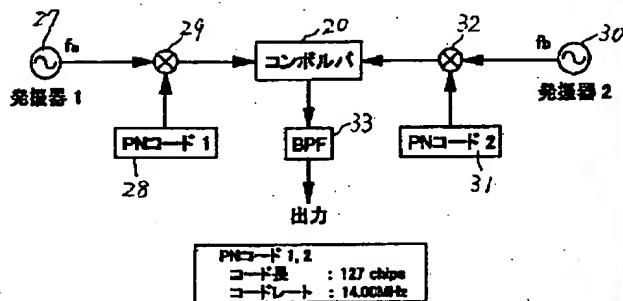 27
29
20
32
30
fa
コンボルバ
fb
発振器 1
発振器 2
33
PNコード 1
BPF
PNコード 2
28
31
出力
PNコード 1, 2
コード長 : 127 chips
コードレート : 14.00MHz